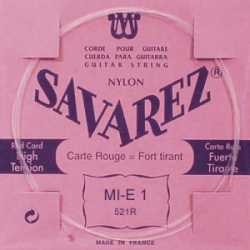 CORDE POUR GUITARE
CUERDA PARA GUITARRA
GUITAR STRING
NYLON
SAVAREZ®
Red Card
High
Tension
Carta Roja
Fuerte
Tirante
Carte Rouge = Fort tirant
MI-E 1
521R
MADE IN FRANCE